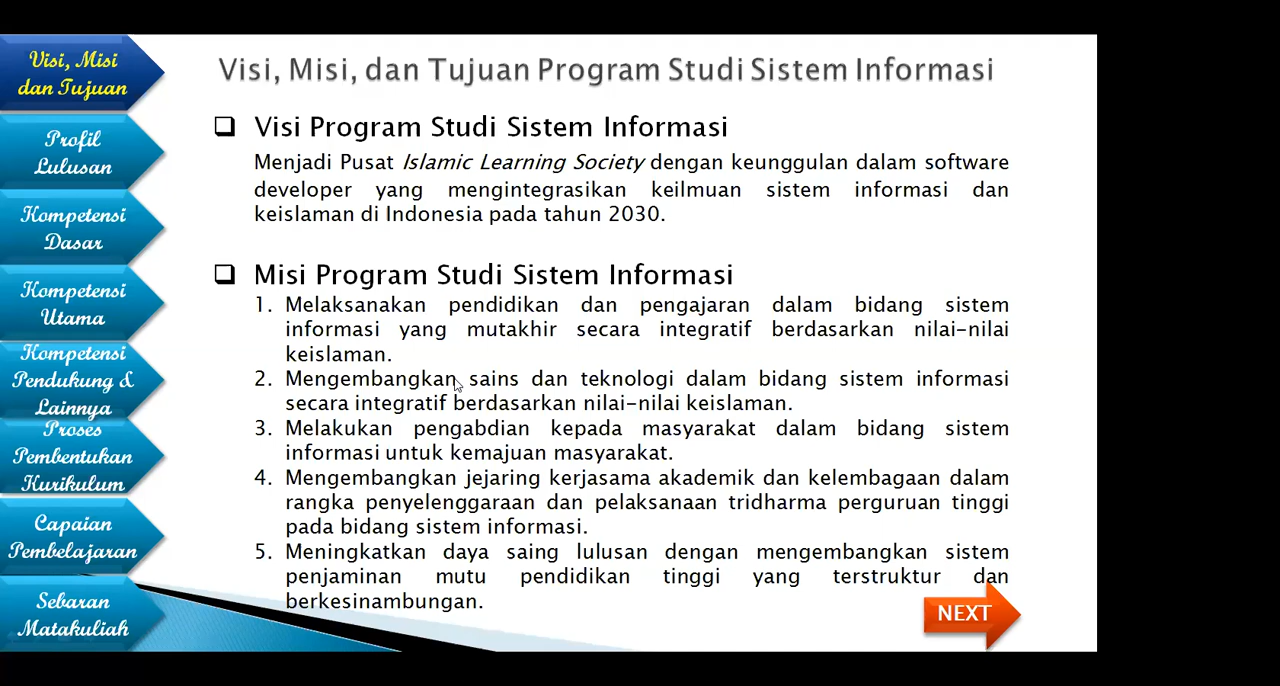 Visi, Misi
dan Tujuan
Profil
Lulusan
Kompetensi
Dasar
Kompetensi
Utama
Kompetensi
Pendukung &
Lainnya
Proses
Pembentukan
Kurikulum
Capaian
Pembelajaran
Sebaran
Matakuliah
Visi, Misi, dan Tujuan Program Studi Sistem Informasi
❑ Visi Program Studi Sistem Informasi
Menjadi Pusat Islamic Learning Society dengan keunggulan dalam software
developer yang mengintegrasikan keilmuan sistem informasi dan
keislaman di Indonesia pada tahun 2030.
❑ Misi Program Studi Sistem Informasi
1. Melaksanakan pendidikan dan pengajaran dalam bidang sistem
informasi yang mutakhir secara integratif berdasarkan nilai-nilai
keislaman.
2. Mengembangkan sains dan teknologi dalam bidang sistem informasi
secara integratif berdasarkan nilai-nilai keislaman.
3. Melakukan pengabdian kepada masyarakat dalam bidang sistem
informasi untuk kemajuan masyarakat.
4. Mengembangkan jejaring kerjasama akademik dan kelembagaan dalam
rangka penyelenggaraan dan pelaksanaan tridharma perguruan tinggi
pada bidang sistem informasi.
5. Meningkatkan daya saing lulusan dengan mengembangkan sistem
penjaminan mutu pendidikan tinggi yang terstruktur dan
berkesinambungan.
NEXT